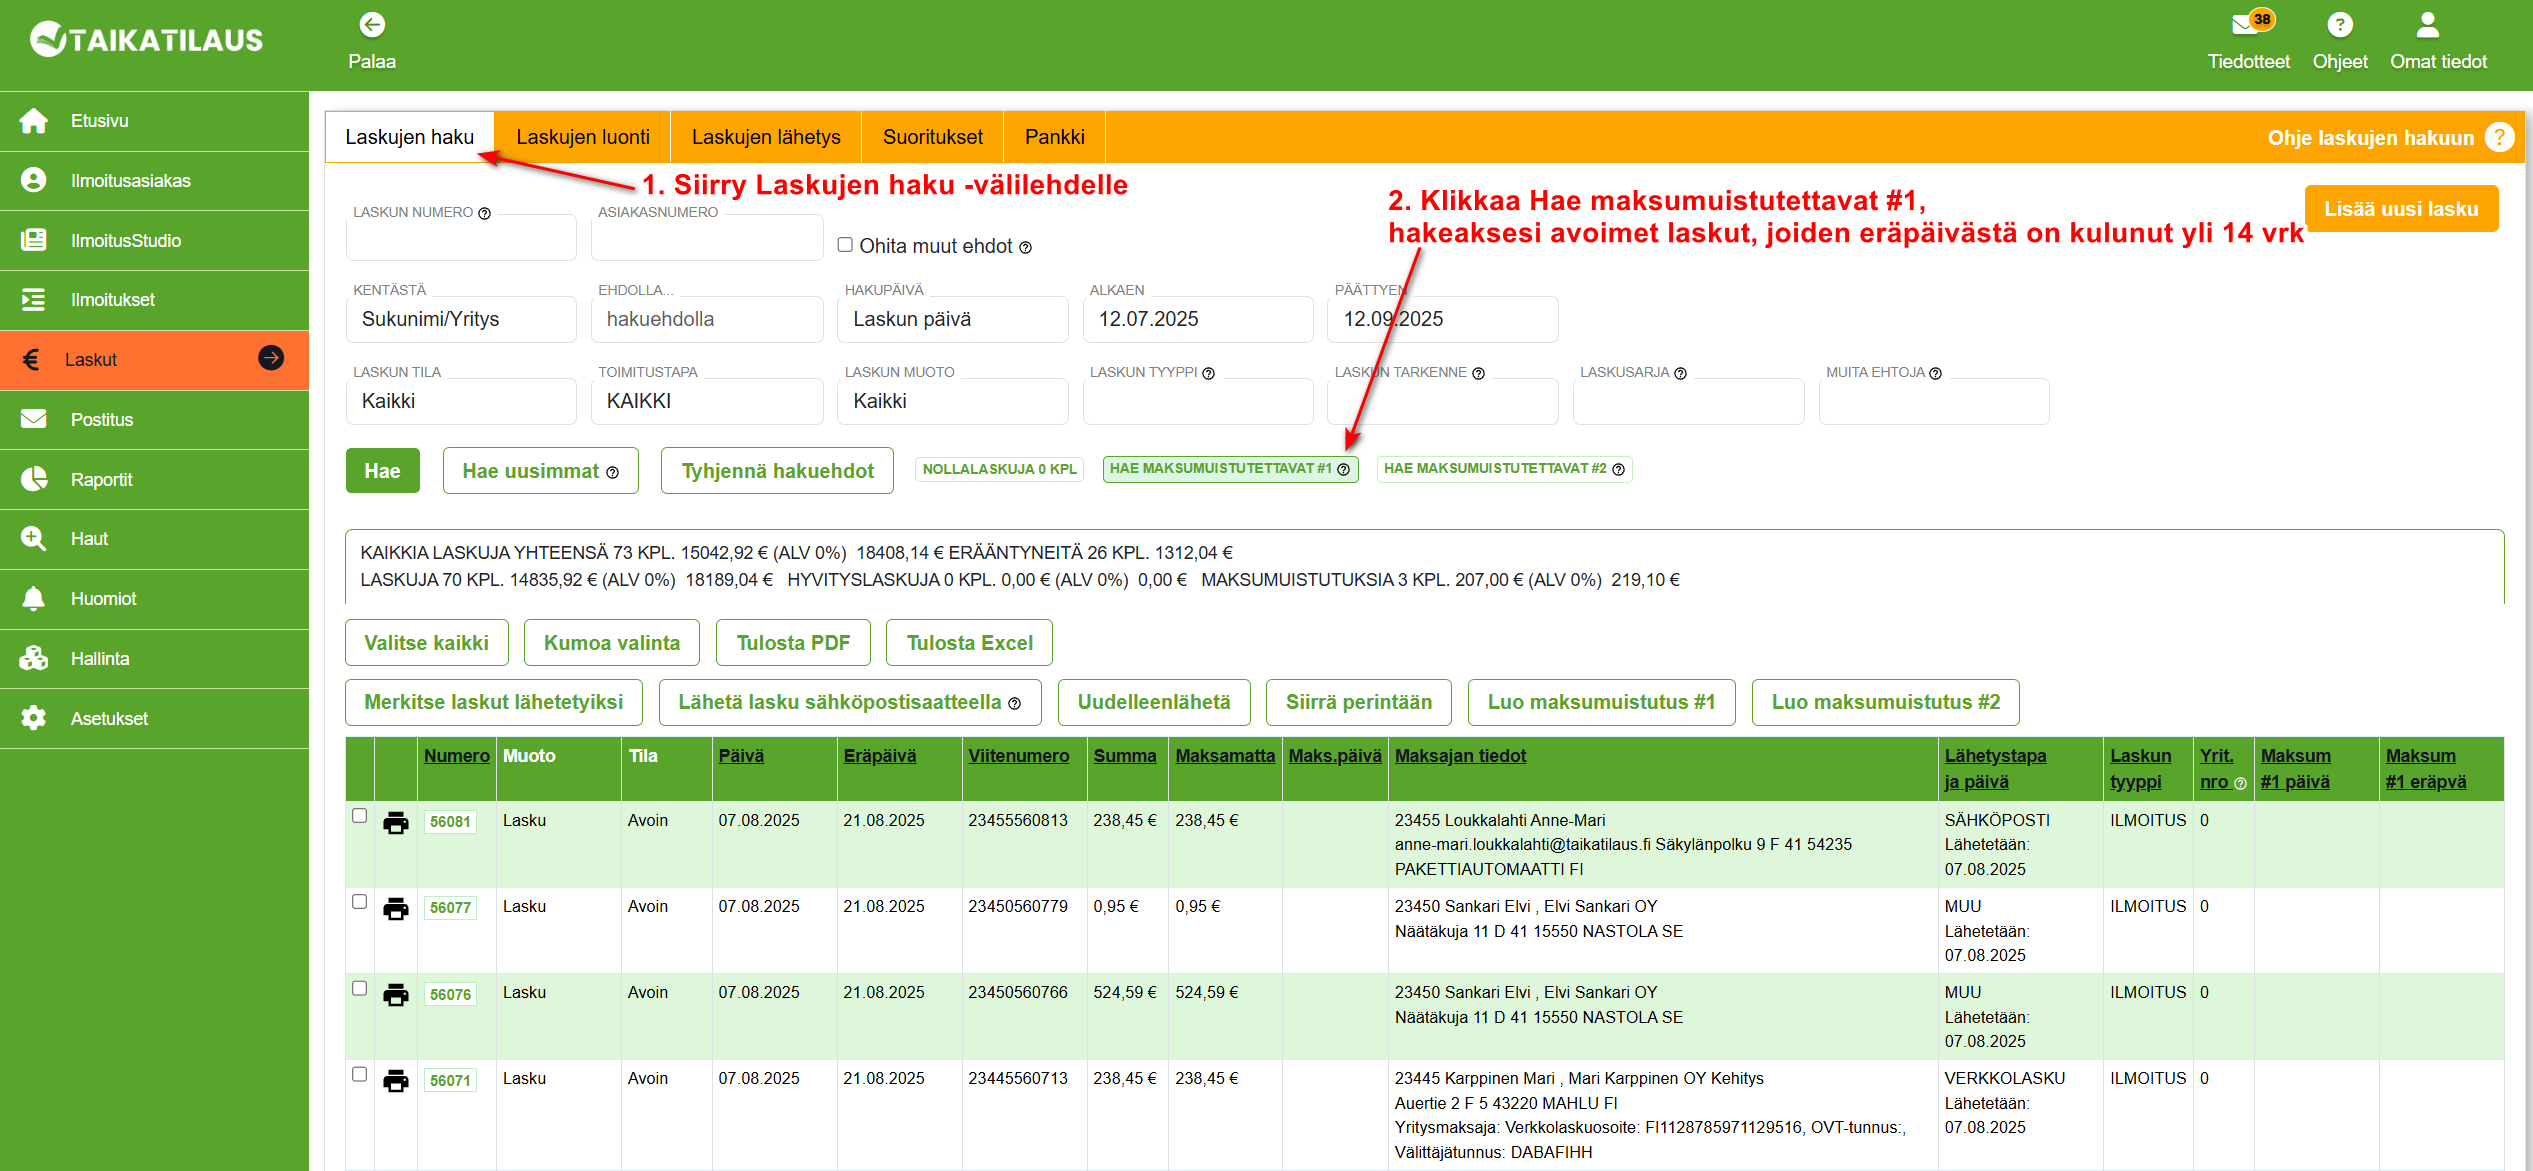 TAIKATILAUS
Palaa
38
Tiedotteet
Ohjeet
Omat tiedot
Etusivu
Ilmoitusasiakas
IlmoitusStudio
Ilmoitukset
Laskut
Postitus
Raportit
Haut
Huomiot
Hallinta
Asetukset
Laskujen haku
Laskujen luonti
Laskujen lähetys
Suoritukset
Pankki
Ohje laskujen hakuun ?
1. Siirry Laskujen haku -välilehdelle
2. Klikkaa Hae maksumuistutettavat #1,
hakeaksesi avoimet laskut, joiden eräpäivästä on kulunut yli 14 vrk
Lisää uusi lasku
LASKUN NUMERO ?
ASIAKASNUMERO
Ohita muut ehdot ?
KENTÄSTÄ
EHDOLLA...
HAKUPÄIVÄ
ALKAEN
PÄÄTTYEN
Sukunimi/Yritys
hakuehdolla
Laskun päivä
12.07.2025
12.09.2025
LASKUN TILA
TOIMITUSTAPA
LASKUN MUOTO
LASKUN TYYPPI ?
LASKUN TARKENNE ?
LASKUSARJA ?
MUITA EHTOJA ?
Kaikki
KAIKKI
Kaikki
Hae
Hae uusimmat ?
Tyhjennä hakuehdot
NOLLALASKUJA 0 KPL
HAE MAKSUMUISTUTETTAVAT #1 ?
HAE MAKSUMUISTUTETTAVAT #2 ?
KAIKKIA LASKUJA YHTEENSÄ 73 KPL. 15042,92 € (ALV 0%) 18408,14 € ERÄÄNTYNEITÄ 26 KPL. 1312,04 €
LASKUJA 70 KPL. 14835,92 € (ALV 0%) 18189,04 € HYVITYSLASKUJA 0 KPL. 0,00 € (ALV 0%) 0,00 € MAKSUMUISTUTUKSIA 3 KPL. 207,00 € (ALV 0%) 219,10 €
Valitse kaikki
Kumoa valinta
Tulosta PDF
Tulosta Excel
Merkitse laskut lähetetyiksi
Lähetä lasku sähköpostisaatteella ?
Uudelleenlähetä
Siirrä perintään
Luo maksumuistutus #1
Luo maksumuistutus #2
Numero Muoto Tila Päivä Eräpäivä Viitenumero Summa Maksamatta Maks.päivä Maksajan tiedot Lähetystapa Laskun Yrit. Maksum Maksum
ja päivä tyyppi nro ? #1 päivä #1 eräpvä
56081 Lasku Avoin 07.08.2025 21.08.2025 23455560813 238,45 € 238,45 € 23455 Loukkalahti Anne-Mari SÄHKÖPOSTI ILMOITUS 0
anne-mari.loukkalahti@taikatilaus.fi Säkylänpolku 9 F 41 54235 Lähetetään:
PAKETTIAUTOMAATTI FI 07.08.2025
56077 Lasku Avoin 07.08.2025 21.08.2025 23450560779 0,95 € 0,95 € 23450 Sankari Elvi , Elvi Sankari OY MUU ILMOITUS 0
Näätäkuja 11 D 41 15550 NASTOLA SE Lähetetään:
07.08.2025
56076 Lasku Avoin 07.08.2025 21.08.2025 23450560766 524,59 € 524,59 € 23450 Sankari Elvi , Elvi Sankari OY MUU ILMOITUS 0
Näätäkuja 11 D 41 15550 NASTOLA SE Lähetetään:
07.08.2025
56071 Lasku Avoin 07.08.2025 21.08.2025 23445560713 238,45 € 238,45 € 23445 Karppinen Mari , Mari Karppinen OY Kehitys VERKKOLASKU ILMOITUS 0
Auertie 2 F 5 43220 MAHLU FI Lähetetään:
Yritysmaksaja: Verkkolaskuosoite: FI1128785971129516, OVT-tunnus:, 07.08.2025
Välittäjätunnus: DABAFIHH